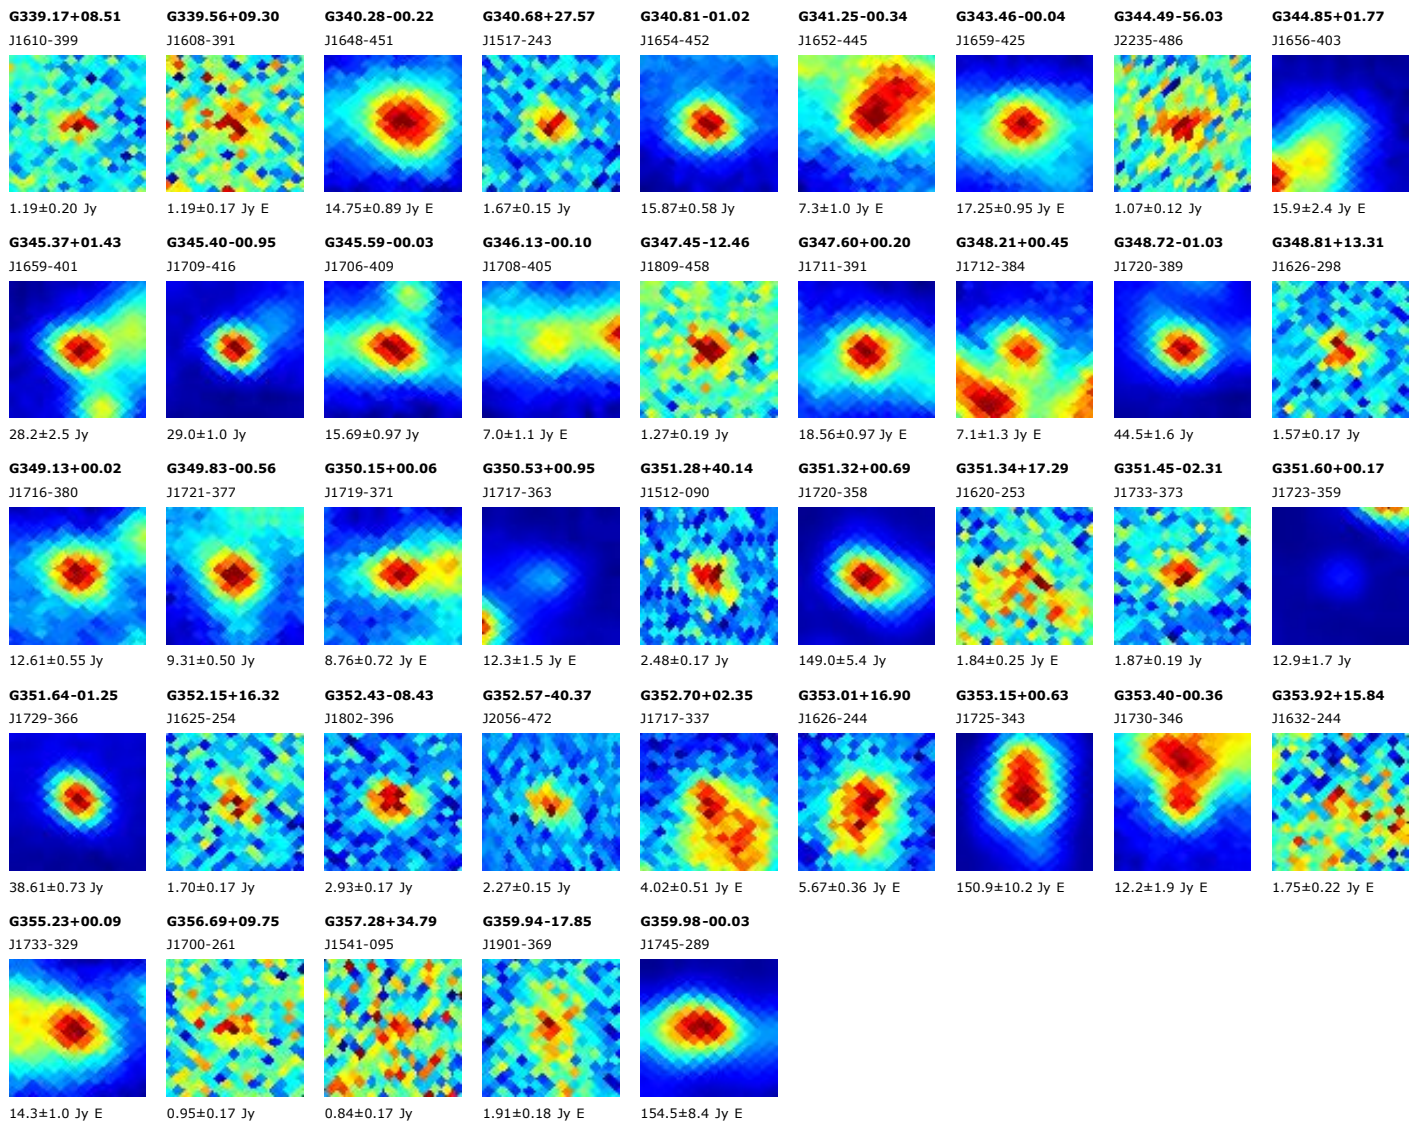 G339.17+08.51 G339.56+09.30 G340.28-00.22 G340.68+27.57 G340.81-01.02 G341.25-00.34 G343.46-00.04 G344.49-56.03 G344.85+01.77
J1610-399 J1608-391 J1648-451 J1517-243 J1654-452 J1652-445 J1659-425 J2235-486 J1656-403
1.19±0.20 Jy 1.19±0.17 Jy E 14.75±0.89 Jy E 1.67±0.15 Jy 15.87±0.58 Jy 7.3±1.0 Jy E 17.25±0.95 Jy E 1.07±0.12 Jy 15.9±2.4 Jy E
G345.37+01.43 G345.40-00.95 G345.59-00.03 G346.13-00.10 G347.45-12.46 G347.60+00.20 G348.21+00.45 G348.72-01.03 G348.81+13.31
J1659-401 J1709-416 J1706-409 J1708-405 J1809-458 J1711-391 J1712-384 J1720-389 J1626-298
28.2±2.5 Jy 29.0±1.0 Jy 15.69±0.97 Jy 7.0±1.1 Jy E 1.27±0.19 Jy 18.56±0.97 Jy E 7.1±1.3 Jy E 44.5±1.6 Jy 1.57±0.17 Jy
G349.13+00.02 G349.83-00.56 G350.15+00.06 G350.53+00.95 G351.28+40.14 G351.32+00.69 G351.34+17.29 G351.45-02.31 G351.60+00.17
J1716-380 J1721-377 J1719-371 J1717-363 J1512-090 J1720-358 J1620-253 J1733-373 J1723-359
12.61±0.55 Jy 9.31±0.50 Jy 8.76±0.72 Jy E 12.3±1.5 Jy E 2.48±0.17 Jy 149.0±5.4 Jy 1.84±0.25 Jy E 1.87±0.19 Jy 12.9±1.7 Jy
G351.64-01.25 G352.15+16.32 G352.43-08.43 G352.57-40.37 G352.70+02.35 G353.01+16.90 G353.15+00.63 G353.40-00.36 G353.92+15.84
J1729-366 J1625-254 J1802-396 J2056-472 J1717-337 J1626-244 J1725-343 J1730-346 J1632-244
38.61±0.73 Jy 1.70±0.17 Jy 2.93±0.17 Jy 2.27±0.15 Jy 4.02±0.51 Jy E 5.67±0.36 Jy E 150.9±10.2 Jy E 12.2±1.9 Jy E 1.75±0.22 Jy E
G355.23+00.09 G356.69+09.75 G357.28+34.79 G359.94-17.85 G359.98-00.03
J1733-329 J1700-261 J1541-095 J1901-369 J1745-289
14.3±1.0 Jy E 0.95±0.17 Jy 0.84±0.17 Jy 1.91±0.18 Jy E 154.5±8.4 Jy E